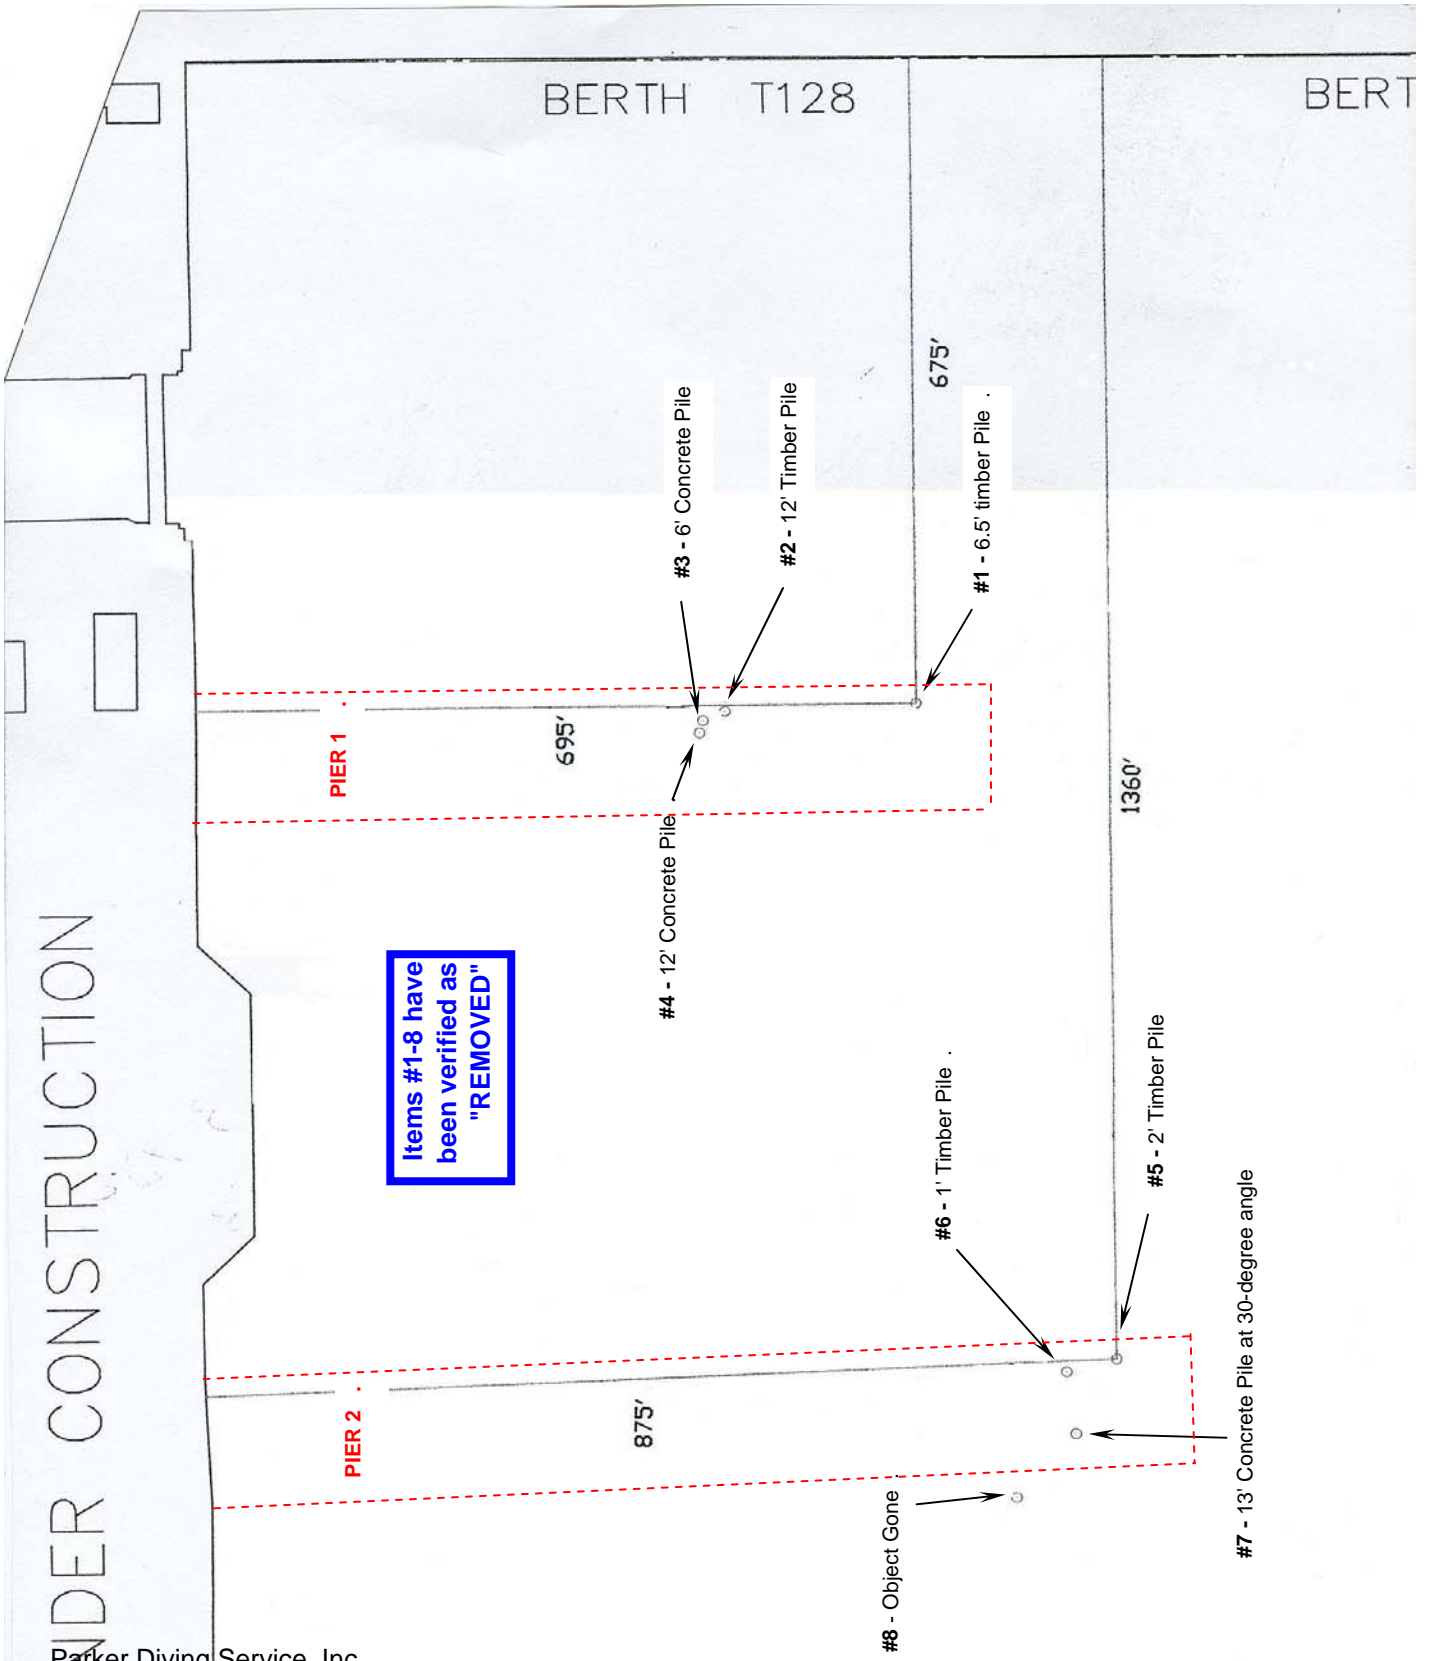 BERTH T128
BERT
675'
#3 - 6' Concrete Pile
#2 - 12' Timber Pile
#1 - 6.5' timber Pile .
PIER 1
695'
1360'
#4 - 12' Concrete Pile
Items #1-8 have
been verified as
"REMOVED"
NDER CONSTRUCTION
#6 - 1' Timber Pile .
#5 - 2' Timber Pile
PIER 2
875'
#7 - 13' Concrete Pile at 30-degree angle
#8 - Object Gone
Parker Diving Service, Inc